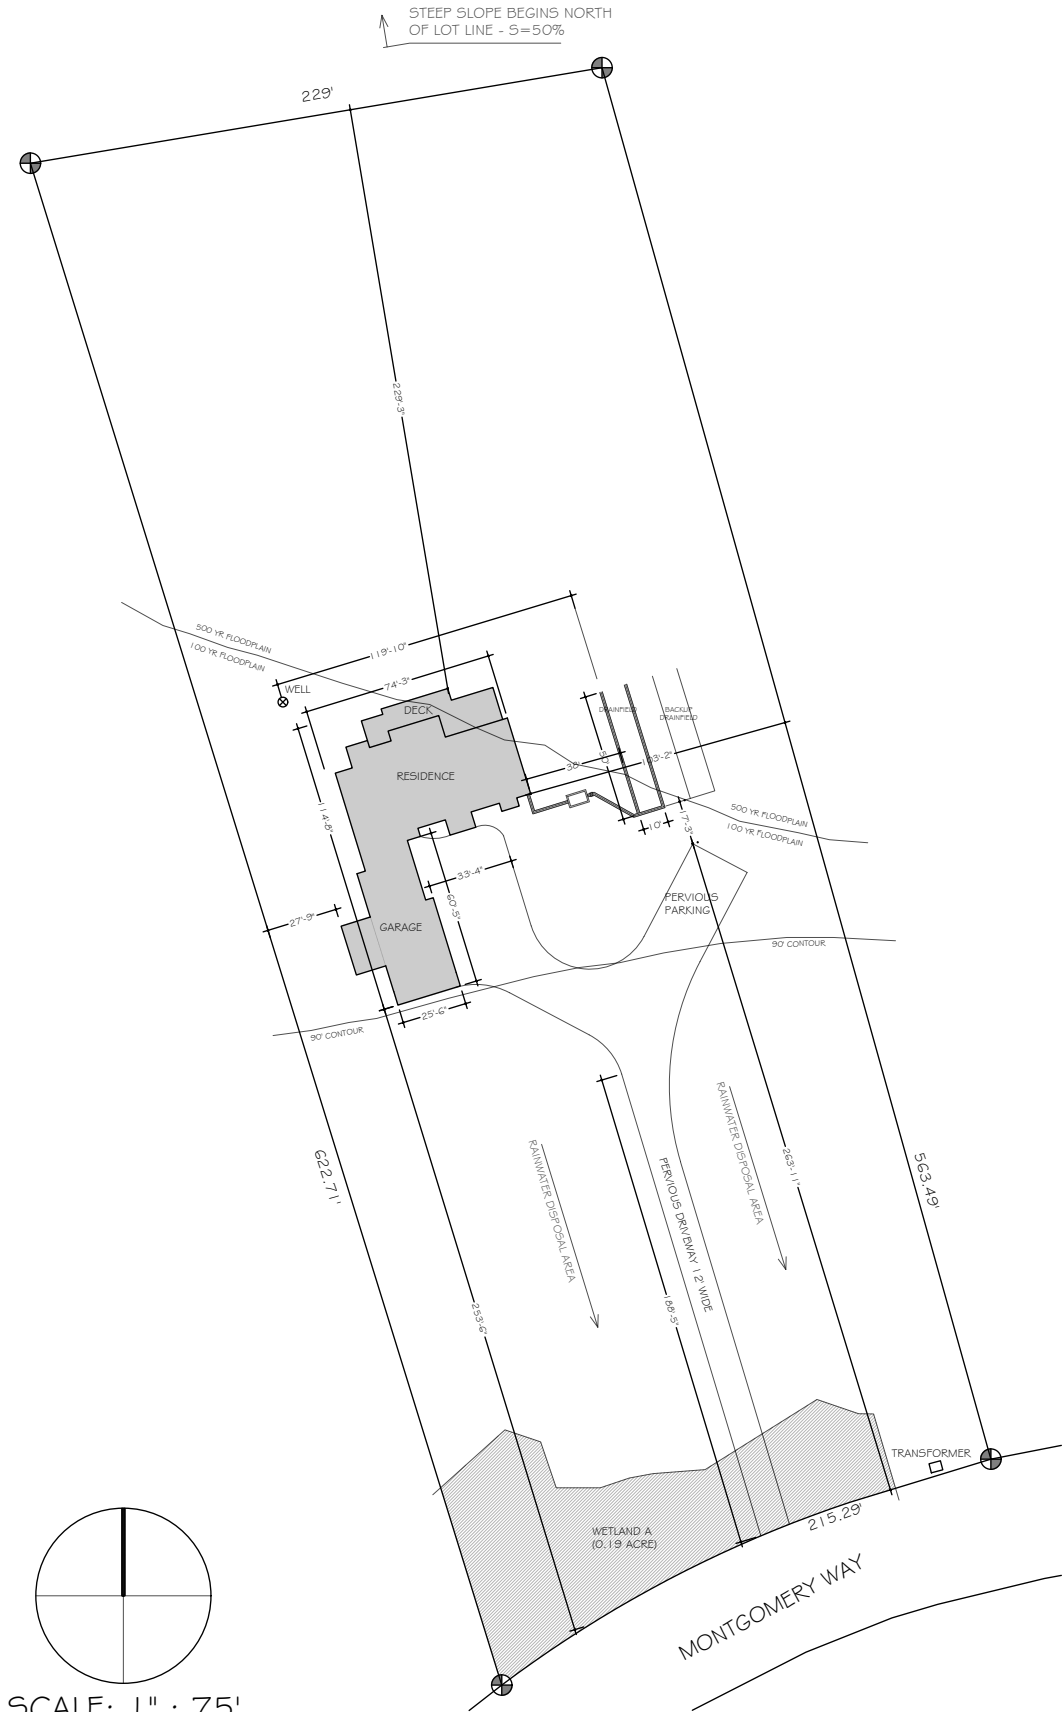 STEEP SLOPE BEGINS NORTH
OF LOT LINE - S=50%
229'
229'-3"
500 YR FLOODPLAIN
100 YR FLOODPLAIN
119'-10"
74'-3"
WELL
DECK
DRAINFIELD
BACKUP
DRAINFIELD
RESIDENCE
38'
50'
103'-2"
114'-8"
10'
17'-3"
500 YR FLOODPLAIN
100 YR FLOODPLAIN
33'-4"
60'-5"
PERVIOUS
PARKING
27'-9"
GARAGE
90' CONTOUR
25'-6"
90' CONTOUR
622.71'
RAINWATER DISPOSAL AREA
PERVIOUS DRIVEWAY 12' WIDE
RAINWATER DISPOSAL AREA
263'-11"
563.49'
253'-6"
188'-5"
TRANSFORMER
WETLAND A
(0.19 ACRE)
215.29'
MONTGOMERY WAY
SCALE: 1" : 75'